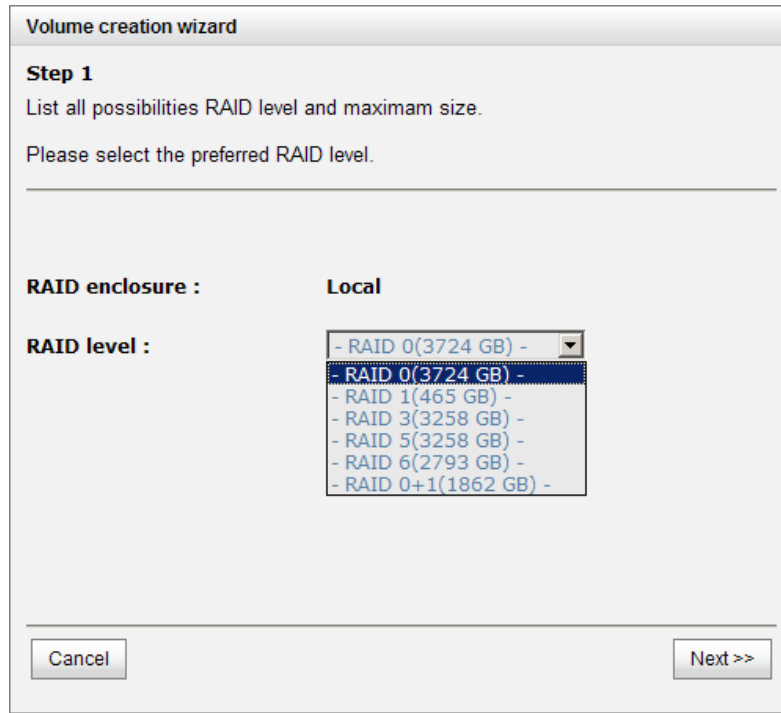 Volume creation wizard
Step 1
List all possibilities RAID level and maximam size.
Please select the preferred RAID level.
RAID enclosure : Local
RAID level : - RAID 0(3724 GB) -
- RAID 0(3724 GB) -
- RAID 1(465 GB) -
- RAID 3(3258 GB) -
- RAID 5(3258 GB) -
- RAID 6(2793 GB) -
- RAID 0+1(1862 GB) -
Cancel Next >>